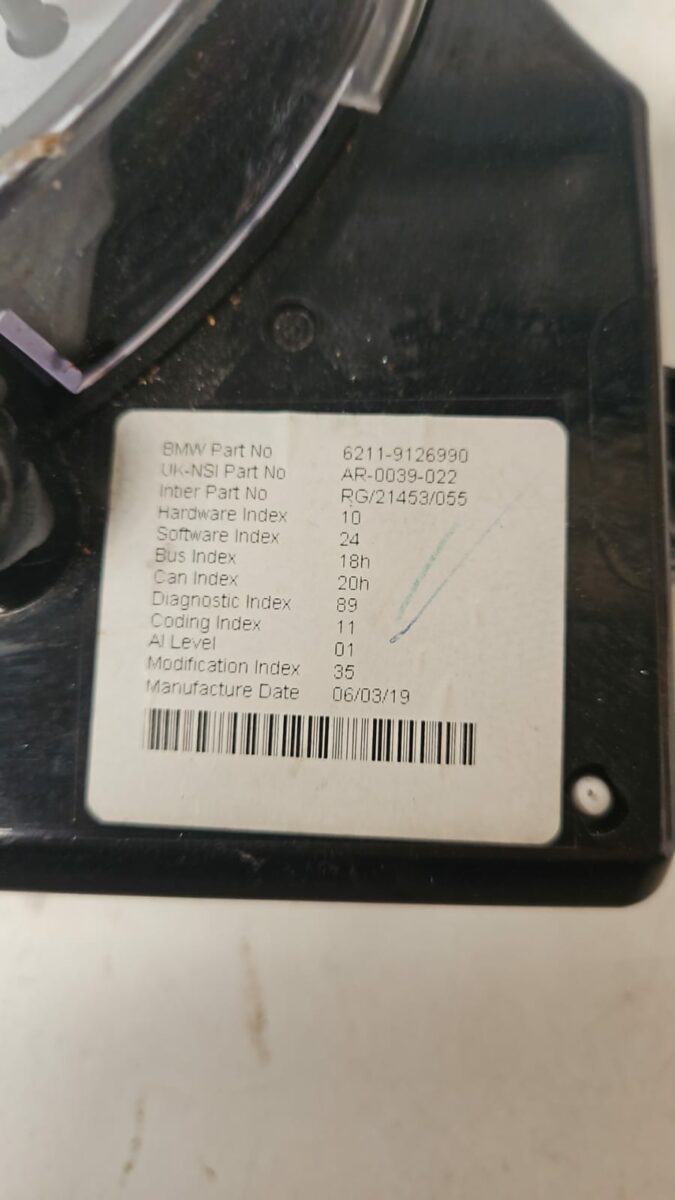 BMW Part No 6211-9126990
UK-NSI Part No AR-0039-022
Intier Part No RG/21453/055
Hardware Index 10
Software Index 24
Bus Index 18h
Can Index 20h
Diagnostic Index 89
Coding Index 11
AI Level 01
Modification Index 35
Manufacture Date 06/03/19